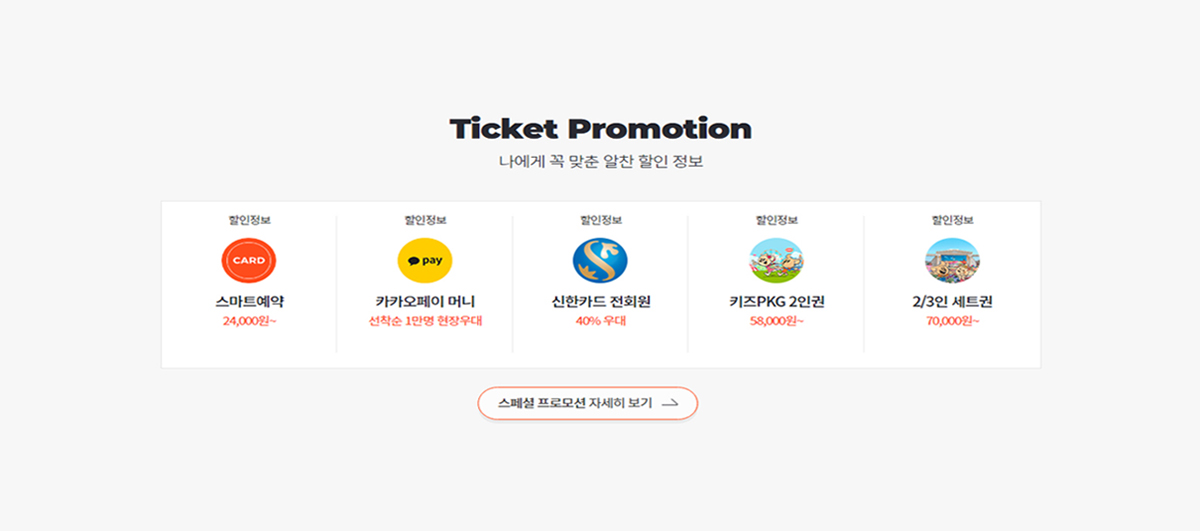 Ticket Promotion
나에게 꼭 맞춘 알찬 할인 정보
할인정보
CARD
스마트예약
24,000원~
할인정보
pay
카카오페이 머니
선착순 1만명 현장우대
할인정보
신한카드 전회원
40% 우대
할인정보
키즈PKG 2인권
58,000원~
할인정보
2/3인 세트권
70,000원~
스페셜 프로모션 자세히 보기